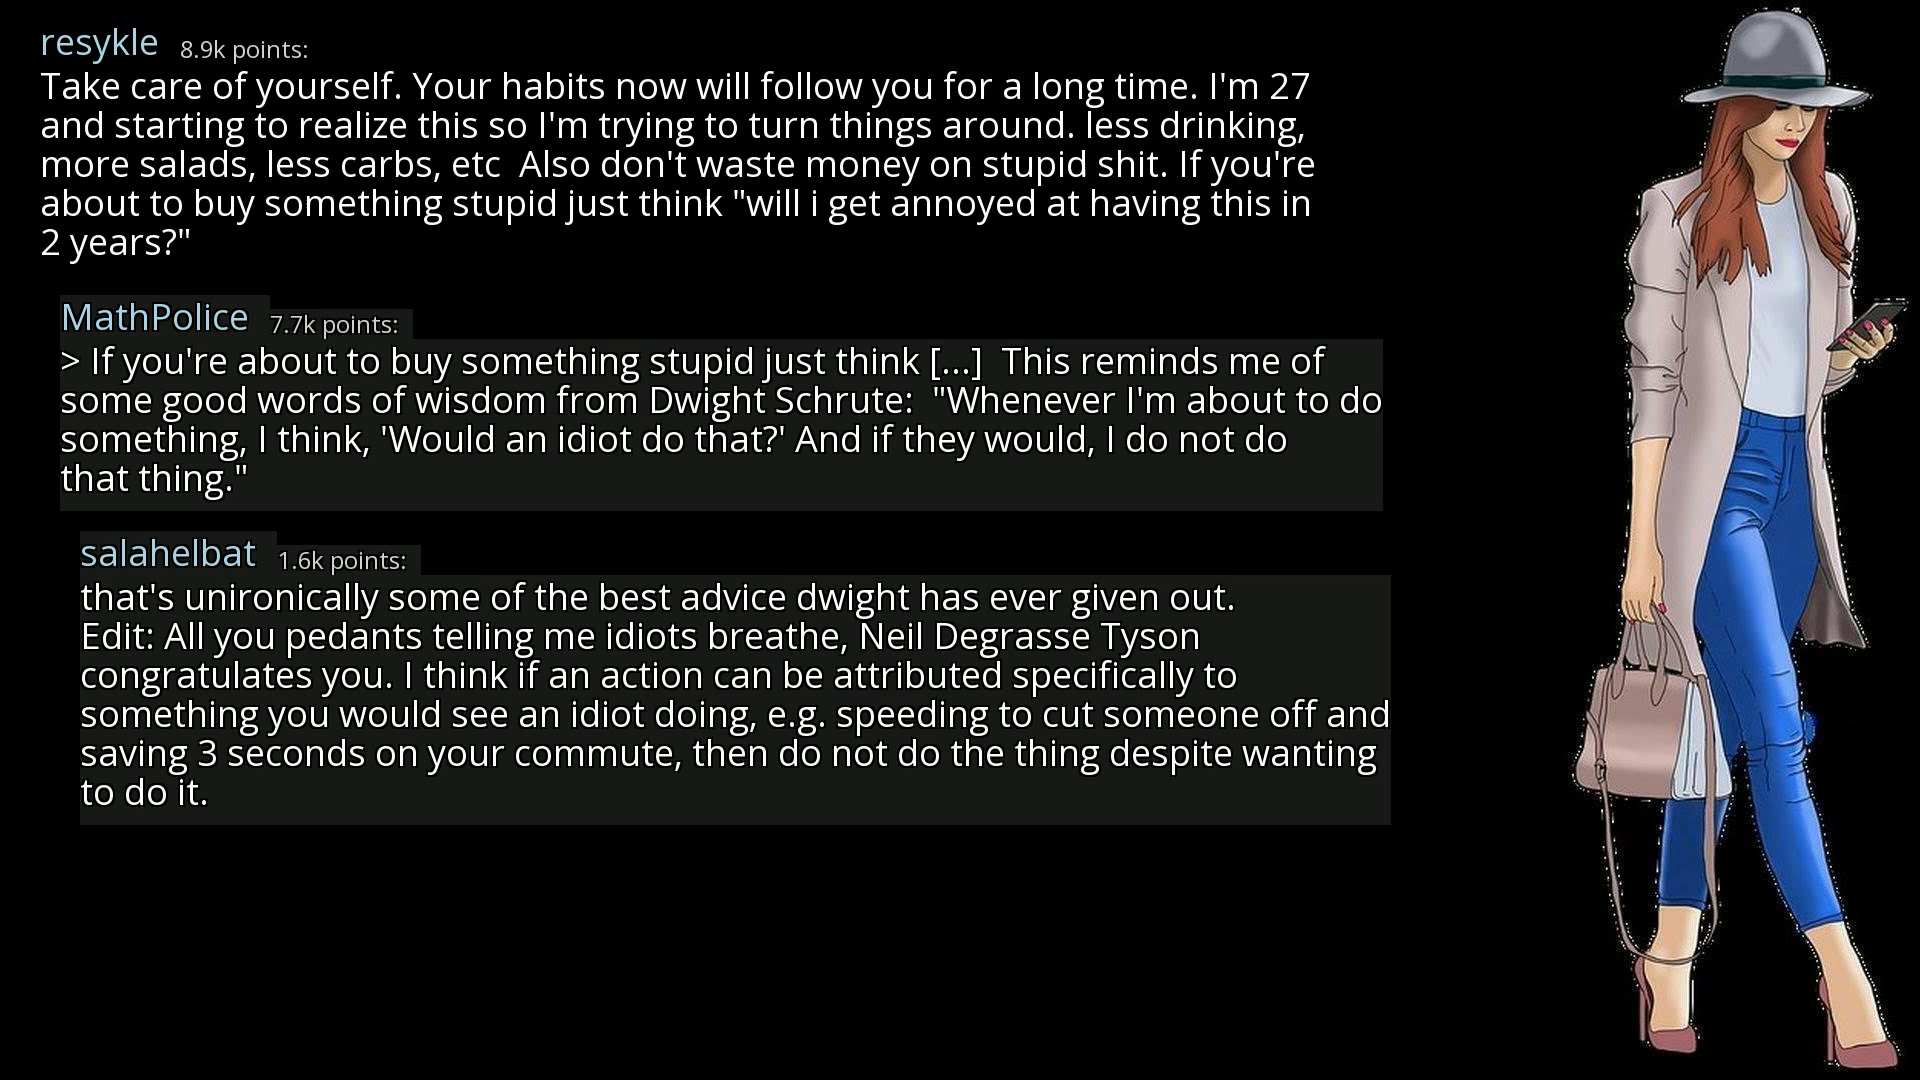 resykle 8.9k points:
Take care of yourself. Your habits now will follow you for a long time. I'm 27
and starting to realize this so I'm trying to turn things around. less drinking,
more salads, less carbs, etc  Also don't waste money on stupid shit. If you're
about to buy something stupid just think "will i get annoyed at having this in
2 years?"
MathPolice 7.7k points:
> If you're about to buy something stupid just think [...]  This reminds me of
some good words of wisdom from Dwight Schrute:  "Whenever I'm about to do
something, I think, 'Would an idiot do that?' And if they would, I do not do
that thing."
salahelbat 1.6k points:
that's unironically some of the best advice dwight has ever given out.
Edit: All you pedants telling me idiots breathe, Neil Degrasse Tyson
congratulates you. I think if an action can be attributed specifically to
something you would see an idiot doing, e.g. speeding to cut someone off and
saving 3 seconds on your commute, then do not do the thing despite wanting
to do it.